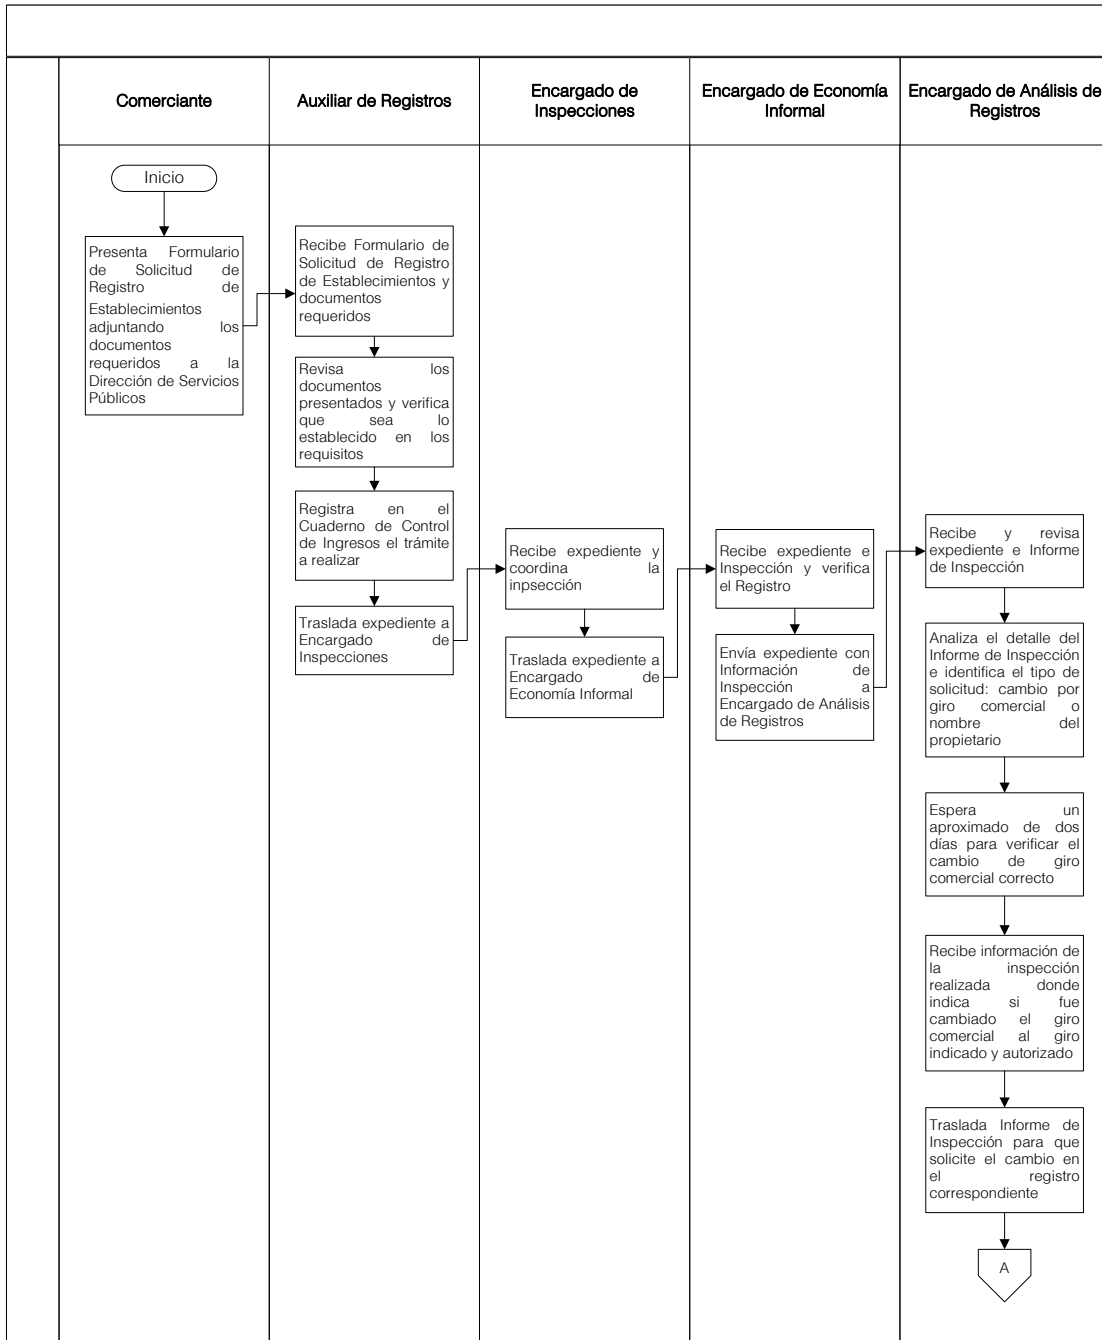 Comerciante
Auxiliar de Registros
Encargado de
Inspecciones
Encargado de Economía
Informal
Encargado de Análisis de
Registros
Inicio
Presenta Formulario
de Solicitud de
Registro de
Establecimientos
adjuntando los
documentos
requeridos a la
Dirección de Servicios
Públicos
Recibe Formulario de
Solicitud de Registro
de Establecimientos y
documentos
requeridos
Revisa los
documentos
presentados y verifica
que sea lo
establecido en los
requisitos
Registra en el
Cuaderno de Control
de Ingresos el trámite
a realizar
Traslada expediente a
Encargado de
Inspecciones
Recibe expediente y
coordina la
inpsección
Traslada expediente a
Encargado de
Economía Informal
Recibe expediente e
Inspección y verifica
el Registro
Envía expediente con
Información de
Inspección a
Encargado de Análisis
de Registros
Recibe y revisa
expediente e Informe
de Inspección
Analiza el detalle del
Informe de Inspección
e identifica el tipo de
solicitud: cambio por
giro comercial o
nombre del
propietario
Espera un
aproximado de dos
días para verificar el
cambio de giro
comercial correcto
Recibe información de
la inspección
realizada donde
indica si fue
cambiado el giro
comercial al giro
indicado y autorizado
Traslada Informe de
Inspección para que
solicite el cambio en
el registro
correspondiente
A